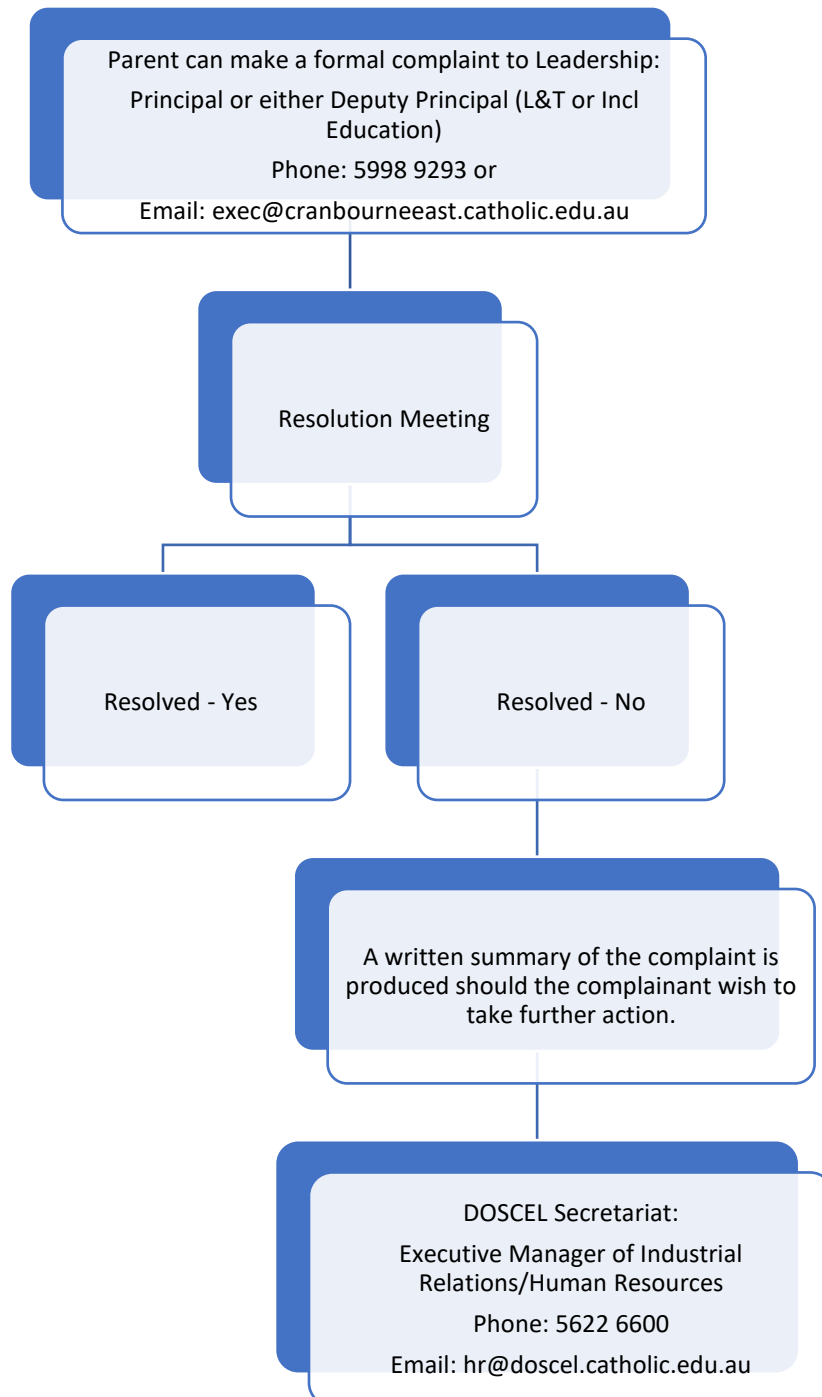 Parent can make a formal complaint to Leadership:
Principal or either Deputy Principal (L&T or Incl
Education)
Phone: 5998 9293 or
Email: exec@cranbourneeast.catholic.edu.au
Resolution Meeting
Resolved - Yes
Resolved - No
A written summary of the complaint is
produced should the complainant wish to
take further action.
DOSCEL Secretariat:
Executive Manager of Industrial
Relations/Human Resources
Phone: 5622 6600
Email: hr@doscel.catholic.edu.au